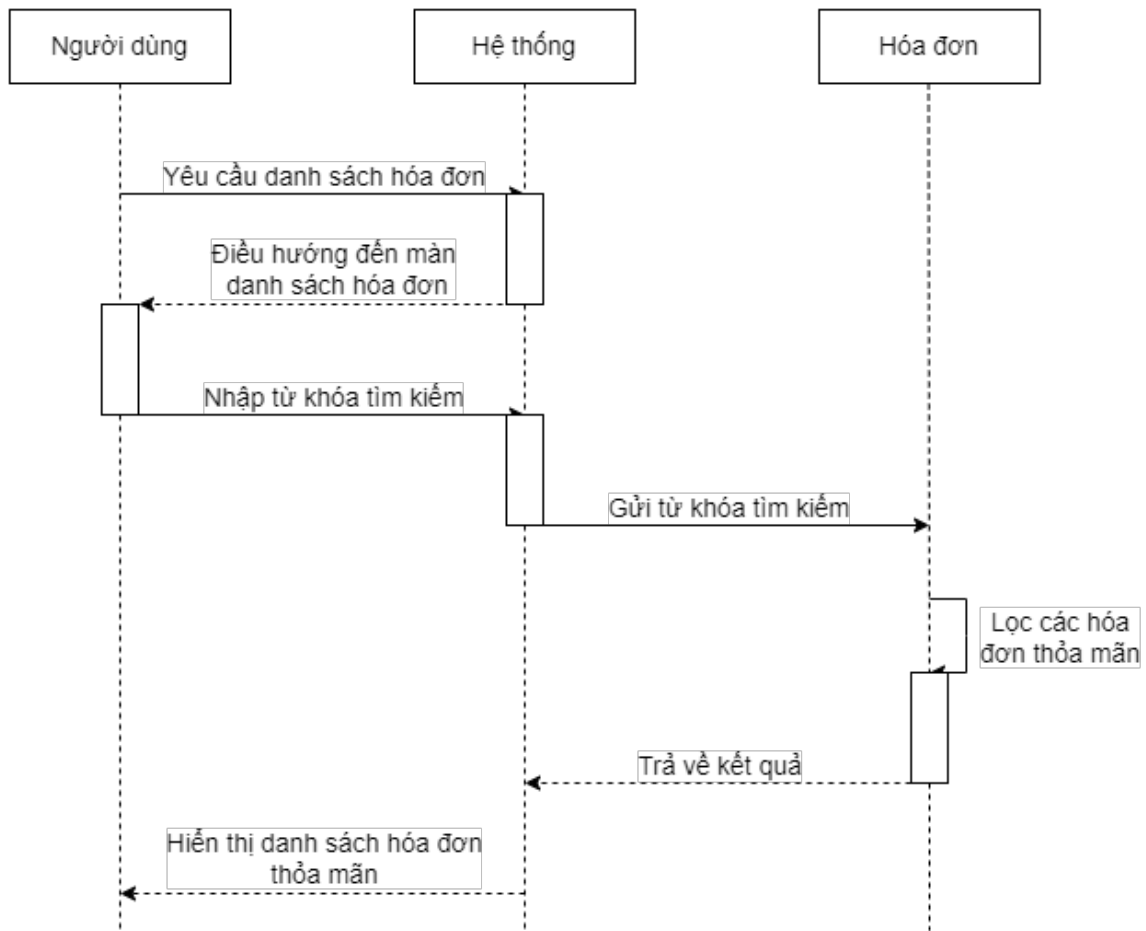 Người dùng
Hệ thống
Hóa đơn
Yêu cầu danh sách hóa đơn
Điều hướng đến màn
danh sách hóa đơn
Nhập từ khóa tìm kiếm
Gửi từ khóa tìm kiếm
Lọc các hóa
đơn thỏa mãn
Trả về kết quả
Hiển thị danh sách hóa đơn
thỏa mãn